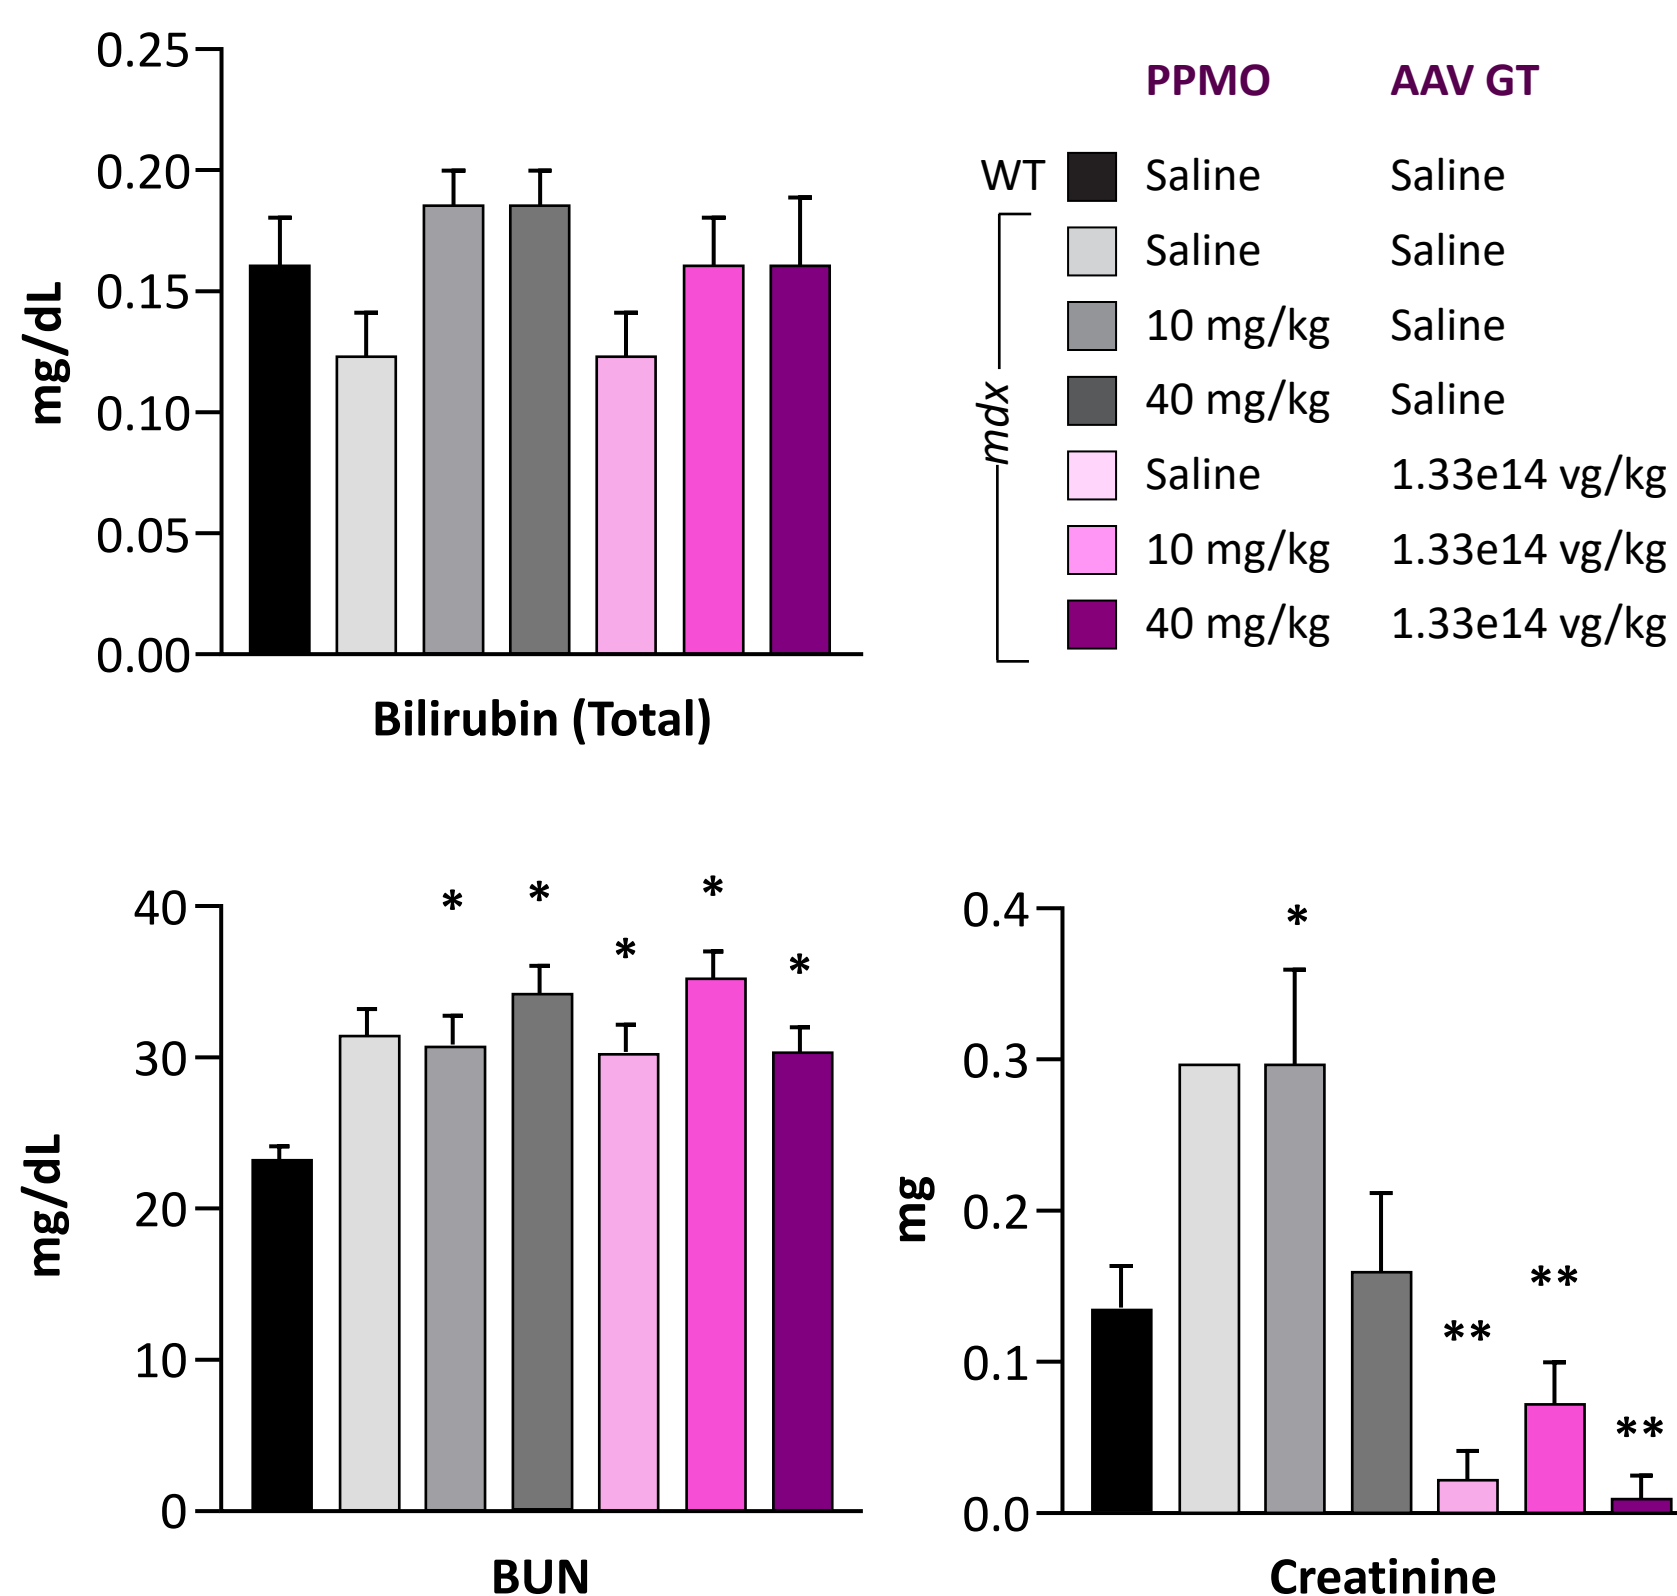 0.25
0.20
0.15
0.10
0.05
0.00
mg/dL
Bilirubin (Total)
PPMO AAV GT
WT Saline Saline
mdx
Saline Saline
10 mg/kg Saline
40 mg/kg Saline
Saline 1.33e14 vg/kg
10 mg/kg 1.33e14 vg/kg
40 mg/kg 1.33e14 vg/kg
40
30
20
10
0
mg/dL
* * * * *
BUN
0.4
0.3
0.2
0.1
0.0
mg
* ** ** **
Creatinine